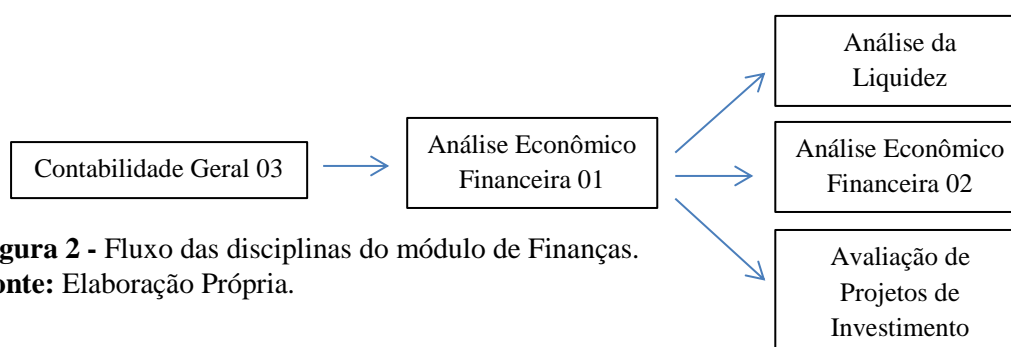 Análise da
Liquidez
Contabilidade Geral 03
Análise Econômico
Financeira 01
Análise Econômico
Financeira 02
Avaliação de
Projetos de
Investimento
gura 2 - Fluxo das disciplinas do módulo de Finanças.
onte: Elaboração Própria.